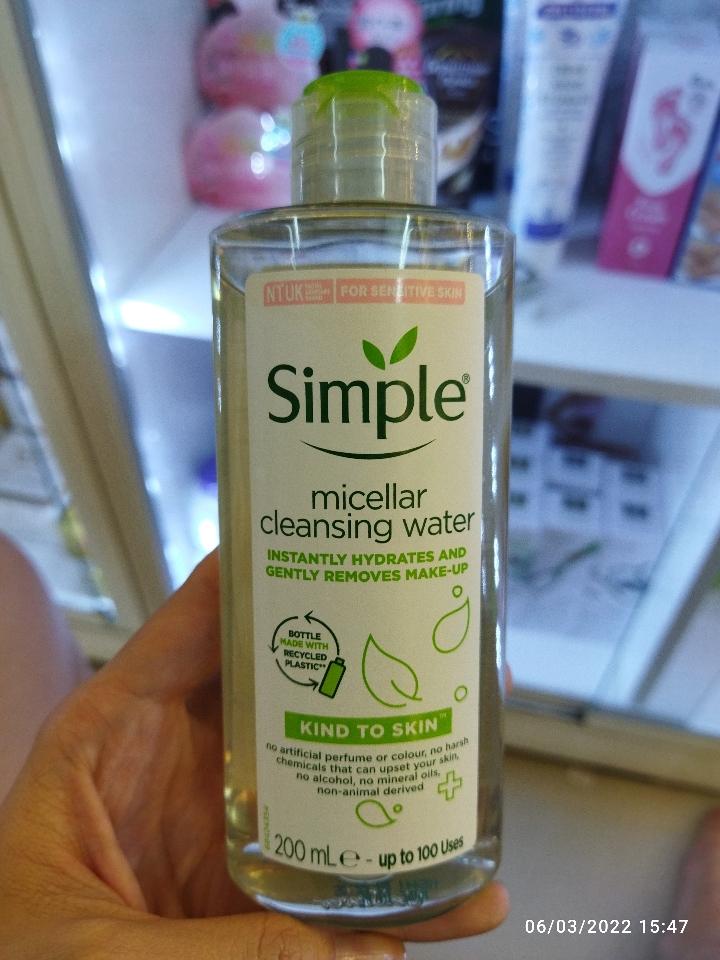 NT UK
FOR SENSITIVE SKIN
Simple®
micellar
cleansing water
INSTANTLY HYDRATES AND
GENTLY REMOVES MAKE-UP
BOTTLE
MADE WITH
RECYCLED
PLASTIC**
KIND TO SKIN™
no artificial perfume or colour, no harsh
chemicals that can upset your skin,
no alcohol, no mineral oils,
non-animal derived
200 mL ℮ - up to 100 Uses
06/03/2022 15:47